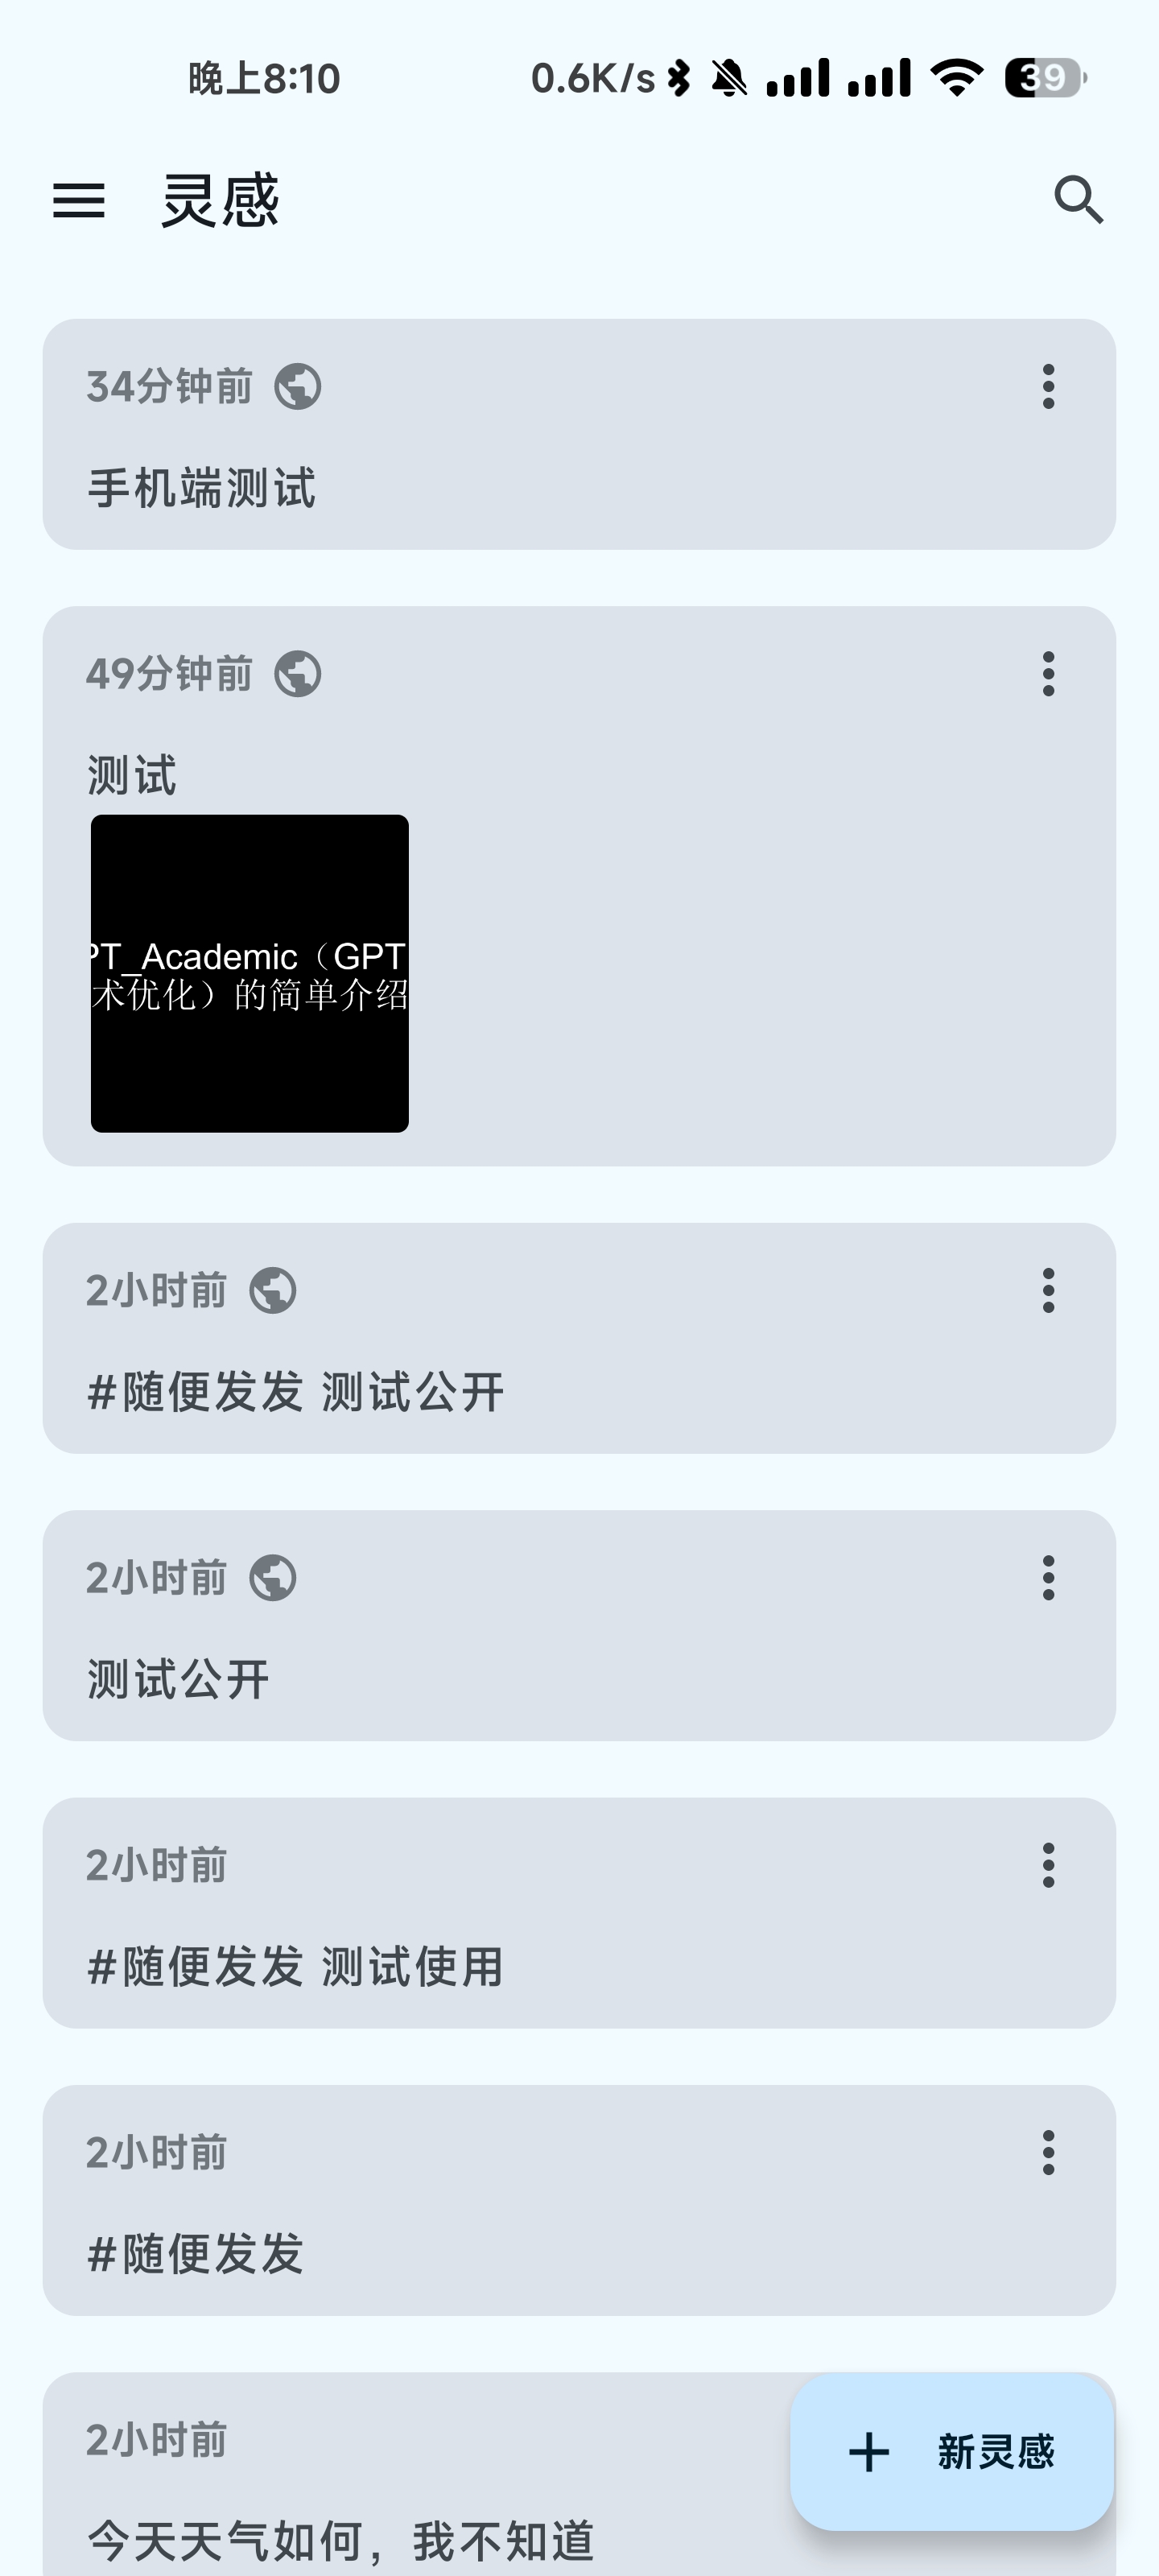 晚上8:10 0.6K/s 39
灵感
34分钟前
手机端测试
49分钟前
测试
PT_Academic（GPT
术优化）的简单介绍
2小时前
#随便发发 测试公开
2小时前
测试公开
2小时前
#随便发发 测试使用
2小时前
#随便发发
2小时前
新灵感
今天天气如何，我不知道